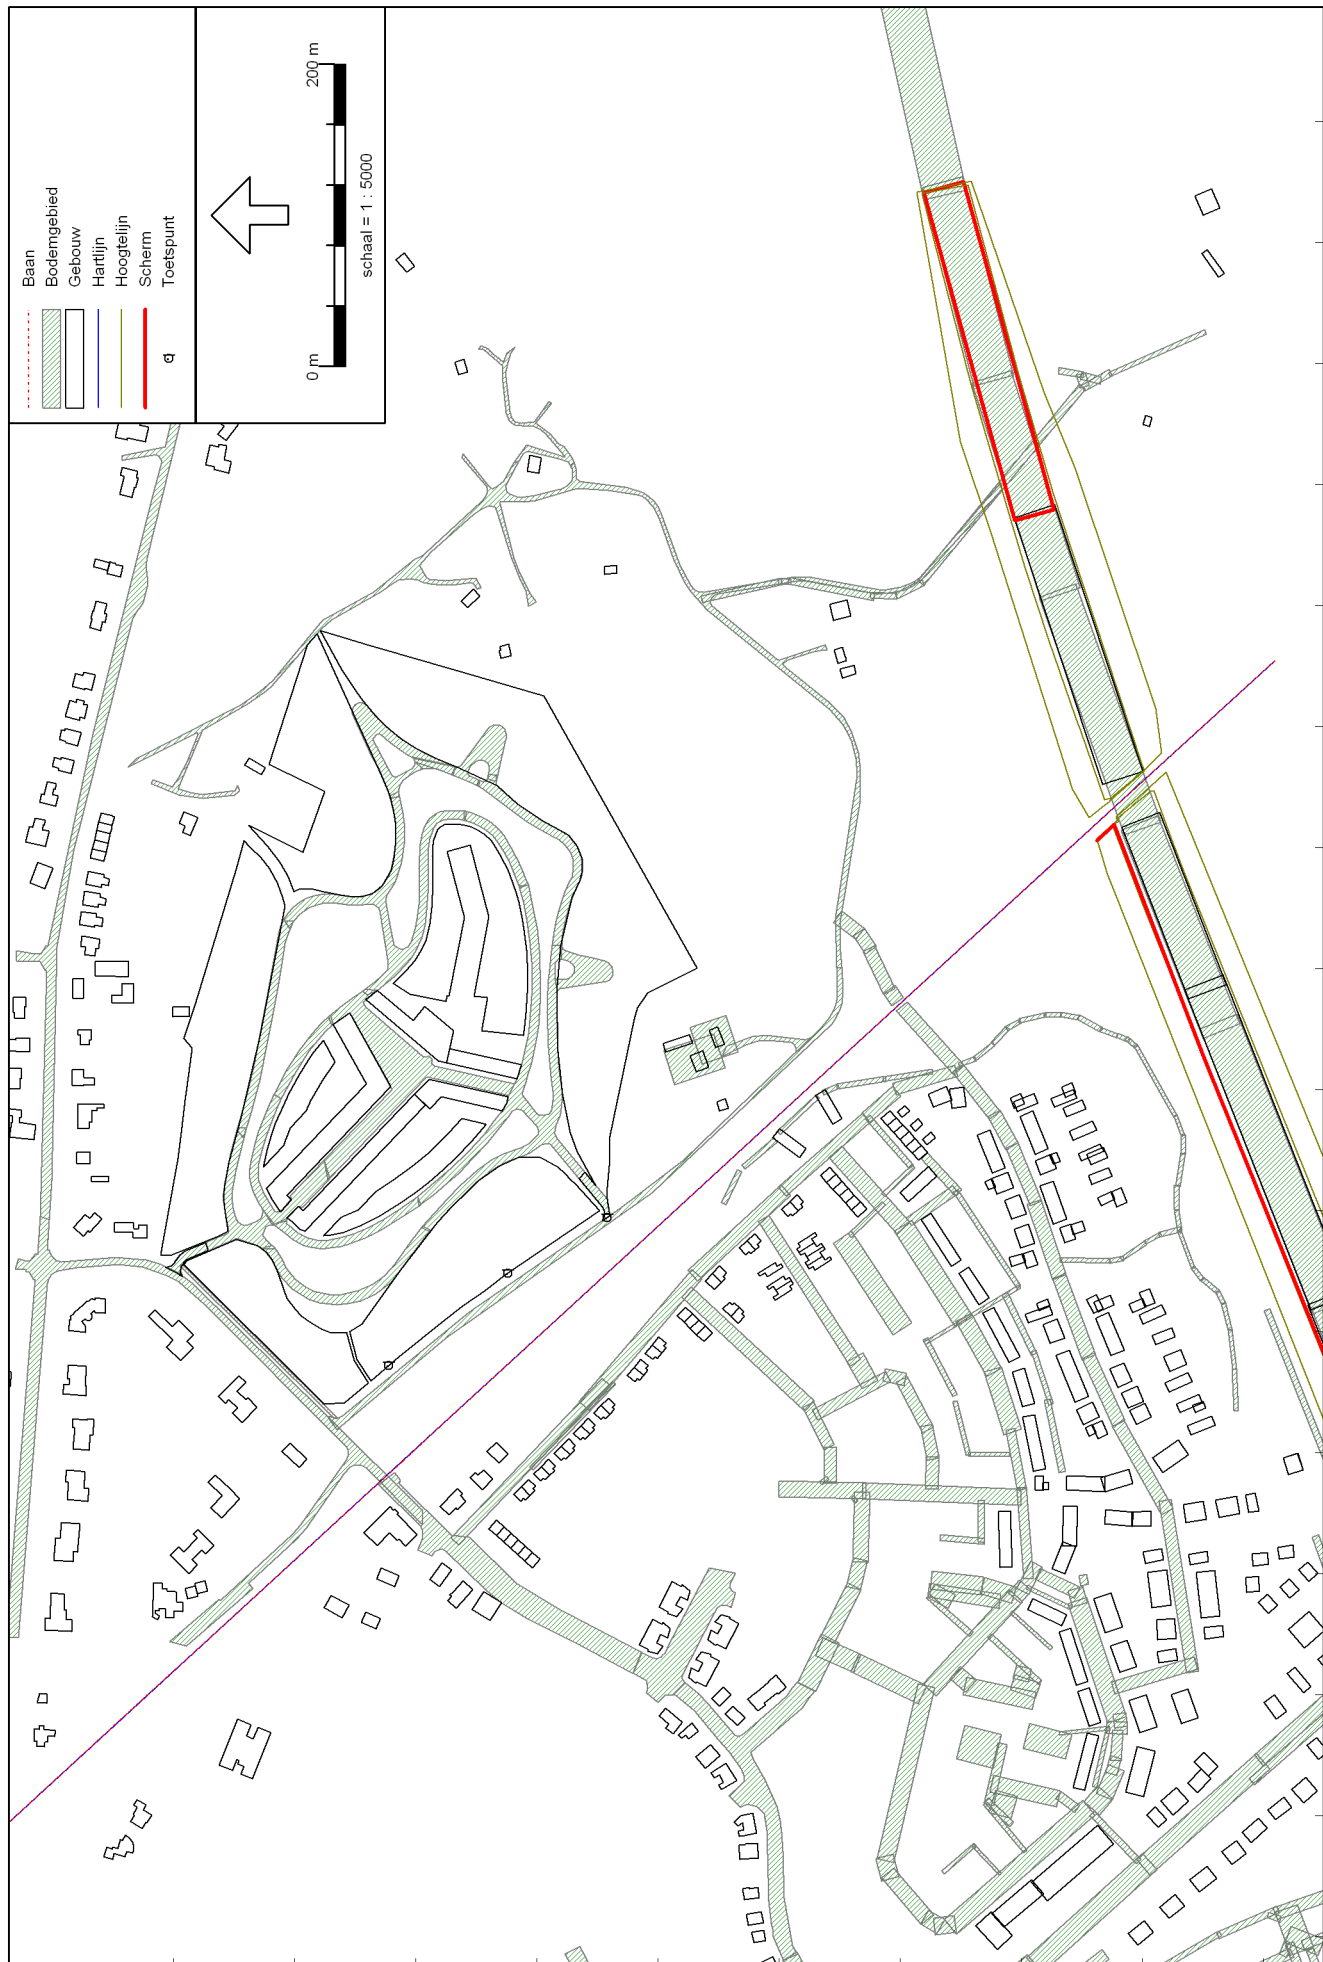 Baan
Bodemgebied
Gebouw
Hartlijn
Hoogtelijn
Scherm
Toetspunt
0 m
200 m
schaal = 1 : 5000